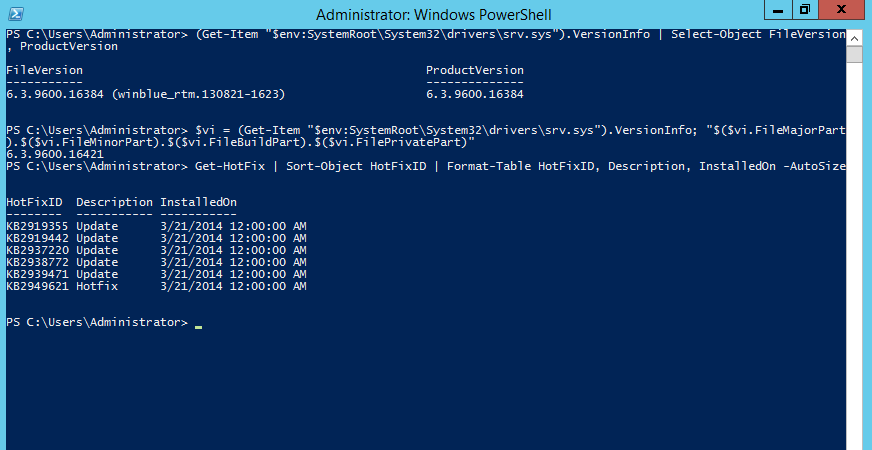 Administrator: Windows PowerShell
PS C:\Users\Administrator> (Get-Item "$env:SystemRoot\System32\drivers\srv.sys").VersionInfo | Select-Object FileVersion
, ProductVersion
FileVersion ProductVersion
----------- --------------
6.3.9600.16384 (winblue_rtm.130821-1623) 6.3.9600.16384
PS C:\Users\Administrator> $vi = (Get-Item "$env:SystemRoot\System32\drivers\srv.sys").VersionInfo; "$($vi.FileMajorPart
).$($vi.FileMinorPart).$($vi.FileBuildPart).$($vi.FilePrivatePart)"
6.3.9600.16421
PS C:\Users\Administrator> Get-HotFix | Sort-Object HotFixID | Format-Table HotFixID, Description, InstalledOn -AutoSize
HotFixID Description InstalledOn
-------- ----------- -----------
KB2919355 Update 3/21/2014 12:00:00 AM
KB2919442 Update 3/21/2014 12:00:00 AM
KB2937220 Update 3/21/2014 12:00:00 AM
KB2938772 Update 3/21/2014 12:00:00 AM
KB2939471 Update 3/21/2014 12:00:00 AM
KB2949621 Hotfix 3/21/2014 12:00:00 AM
PS C:\Users\Administrator> _